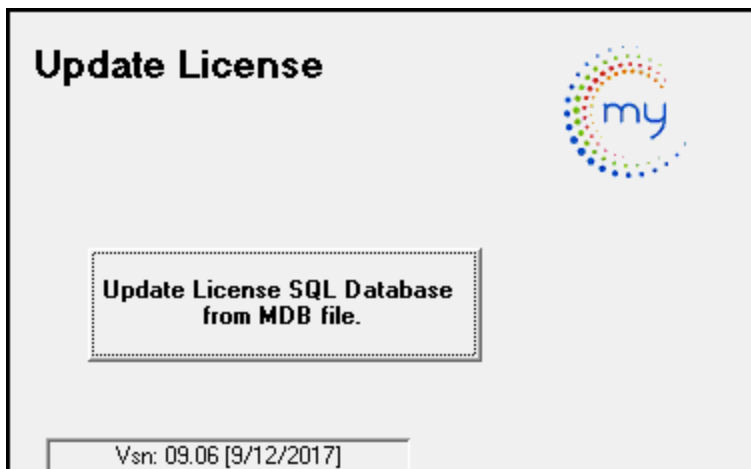 Update License
my
Update License SQL Database
from MDB file.
Vsn: 09.06 [9/12/2017]